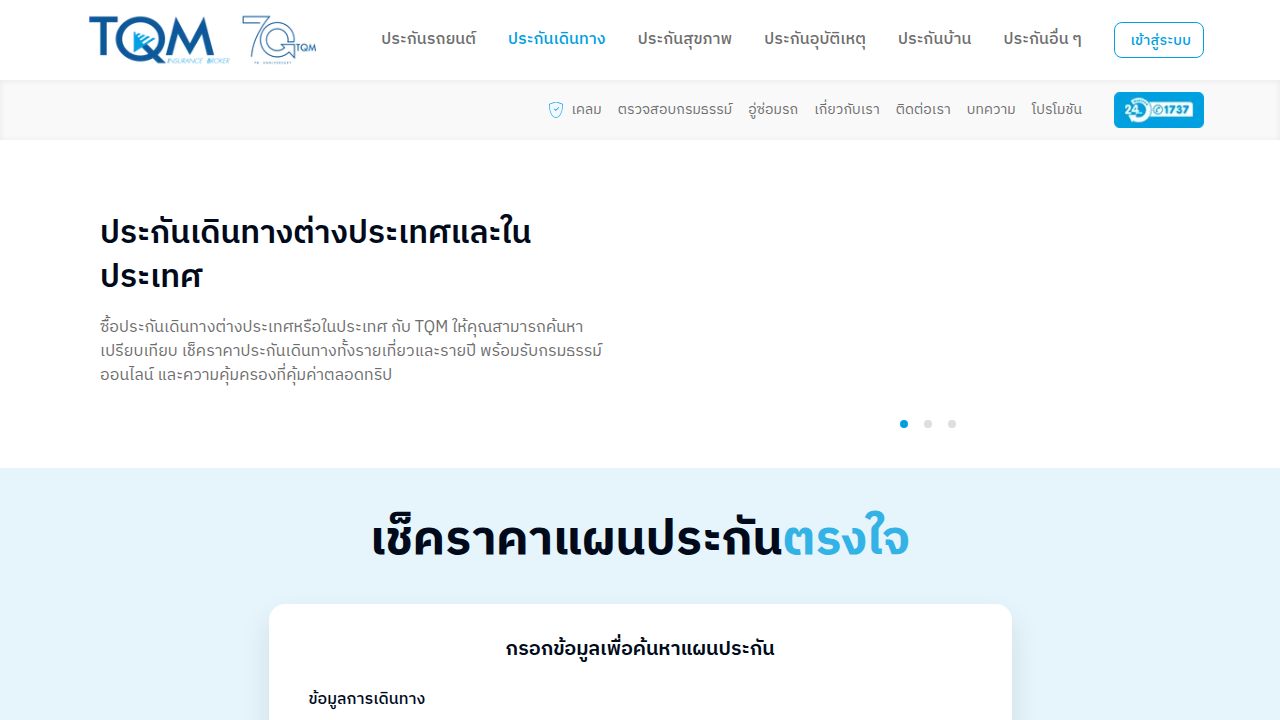 TQM
INSURANCE BROKER
70 TQM
70 ANNIVERSARY
ประกันรถยนต์
ประกันเดินทาง
ประกันสุขภาพ
ประกันอุบัติเหตุ
ประกันบ้าน
ประกันอื่น ๆ
เข้าสู่ระบบ
เคลม
ตรวจสอบกรมธรรม์
อู่ซ่อมรถ
เกี่ยวกับเรา
ติดต่อเรา
บทความ
โปรโมชัน
24 1737
ประกันเดินทางต่างประเทศและใน
ประเทศ
ซื้อประกันเดินทางต่างประเทศหรือในประเทศ กับ TQM ให้คุณสามารถค้นหา
เปรียบเทียบ เช็คราคาประกันเดินทางทั้งรายเที่ยวและรายปี พร้อมรับกรมธรรม์
ออนไลน์ และความคุ้มครองที่คุ้มค่าตลอดทริป
เช็คราคาแผนประกันตรงใจ
กรอกข้อมูลเพื่อค้นหาแผนประกัน
ข้อมูลการเดินทาง